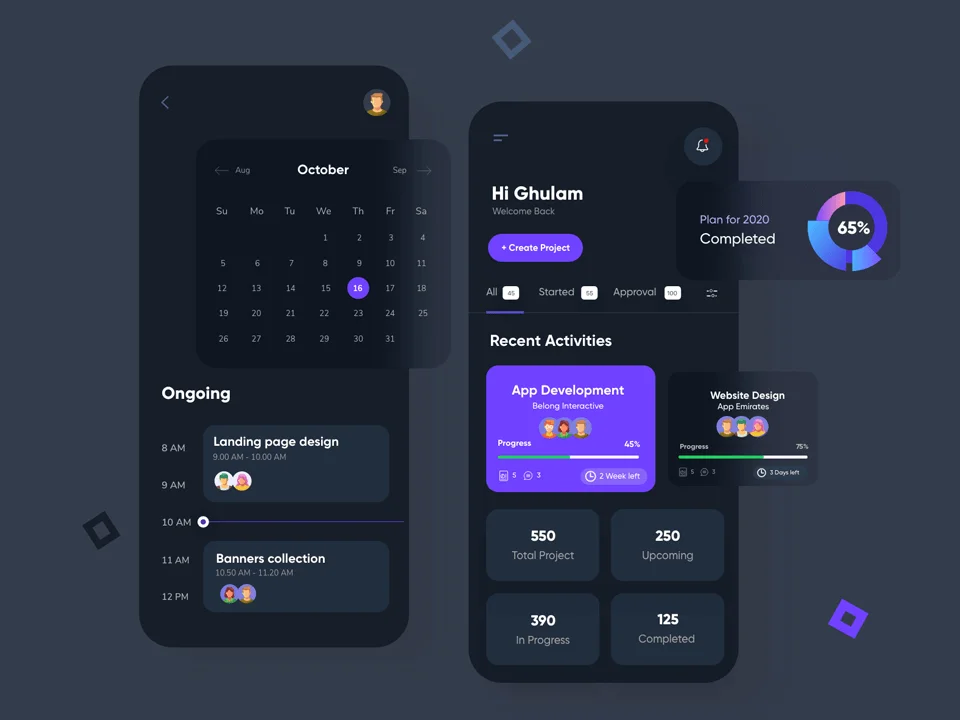 Aug October Sep
Su Mo Tu We Th Fr Sa
1 2 3 4
5 6 7 8 9 10 11
12 13 14 15 16 17 18
19 20 21 22 23 24 25
26 27 28 29 30 31
Ongoing
8 AM
Landing page design
9.00 AM - 10.00 AM
9 AM
10 AM
11 AM
Banners collection
10.50 AM - 11.20 AM
12 PM
Hi Ghulam
Welcome Back
+ Create Project
Plan for 2020
Completed
65%
All 45 Started 55 Approval 100
Recent Activities
App Development
Belong Interactive
Progress 45%
5 3 2 Week left
Website Design
App Emirates
Progress 75%
5 3 3 Days left
550
Total Project
250
Upcoming
390
In Progress
125
Completed